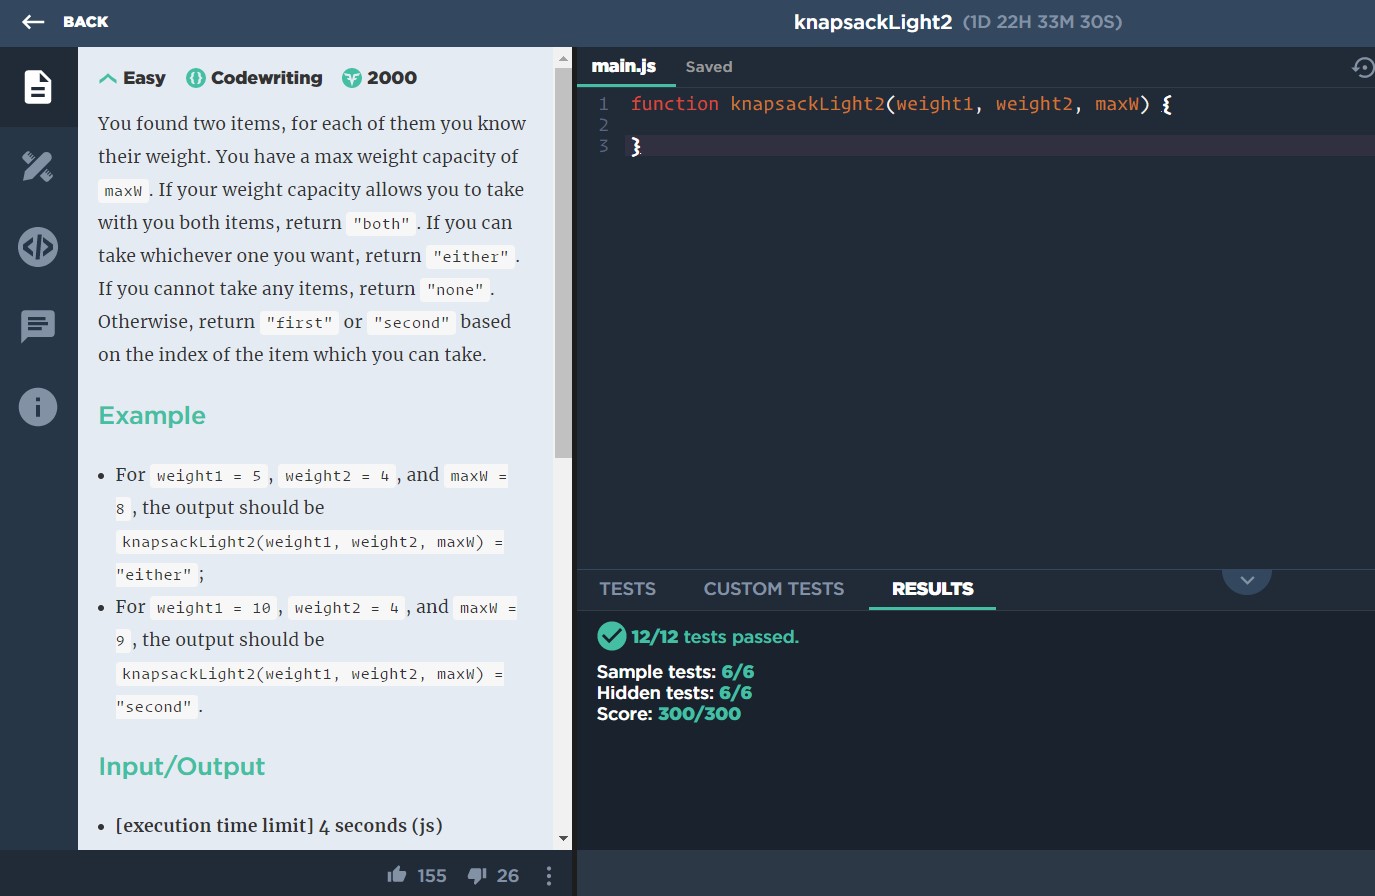 BACK
knapsackLight2 (1D 22H 33M 30S)
Easy Codewriting 2000
You found two items, for each of them you know
their weight. You have a max weight capacity of
maxW . If your weight capacity allows you to take
with you both items, return "both" . If you can
take whichever one you want, return "either" .
If you cannot take any items, return "none" .
Otherwise, return "first" or "second" based
on the index of the item which you can take.
Example
• For weight1 = 5 , weight2 = 4 , and maxW =
8 , the output should be
knapsackLight2(weight1, weight2, maxW) =
"either" ;
• For weight1 = 10 , weight2 = 4 , and maxW =
9 , the output should be
knapsackLight2(weight1, weight2, maxW) =
"second" .
Input/Output
• [execution time limit] 4 seconds (js)
155 26
main.js Saved
1 function knapsackLight2(weight1, weight2, maxW) {
2
3 }
TESTS CUSTOM TESTS RESULTS
12/12 tests passed.
Sample tests: 6/6
Hidden tests: 6/6
Score: 300/300